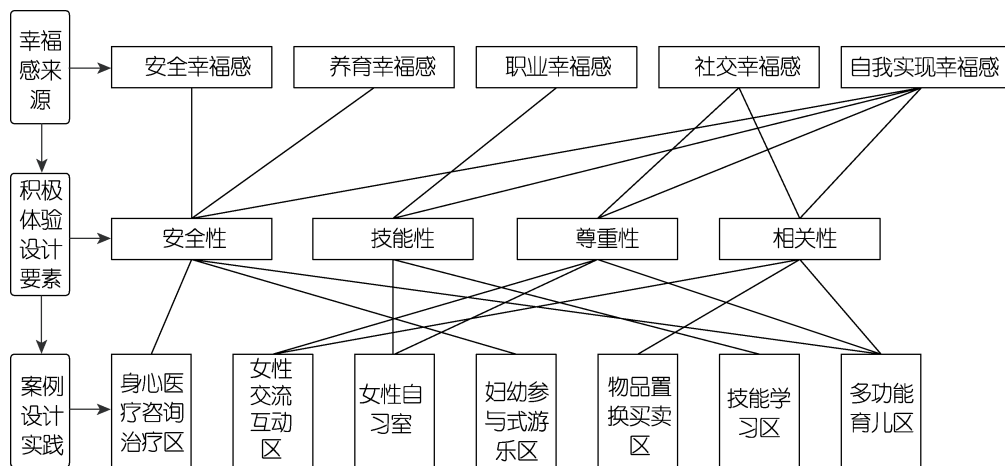 幸福
感来
源
安全幸福感
养育幸福感
职业幸福感
社交幸福感
自我实现幸福感
积极
体验
设计
要素
安全性
技能性
尊重性
相关性
案例
设计
实践
身心医
疗咨询
治疗区
女性
交流
互动
区
女性自
习室
妇幼参
与式游
乐区
物品置
换买卖
区
技能学
习区
多功能
育儿区